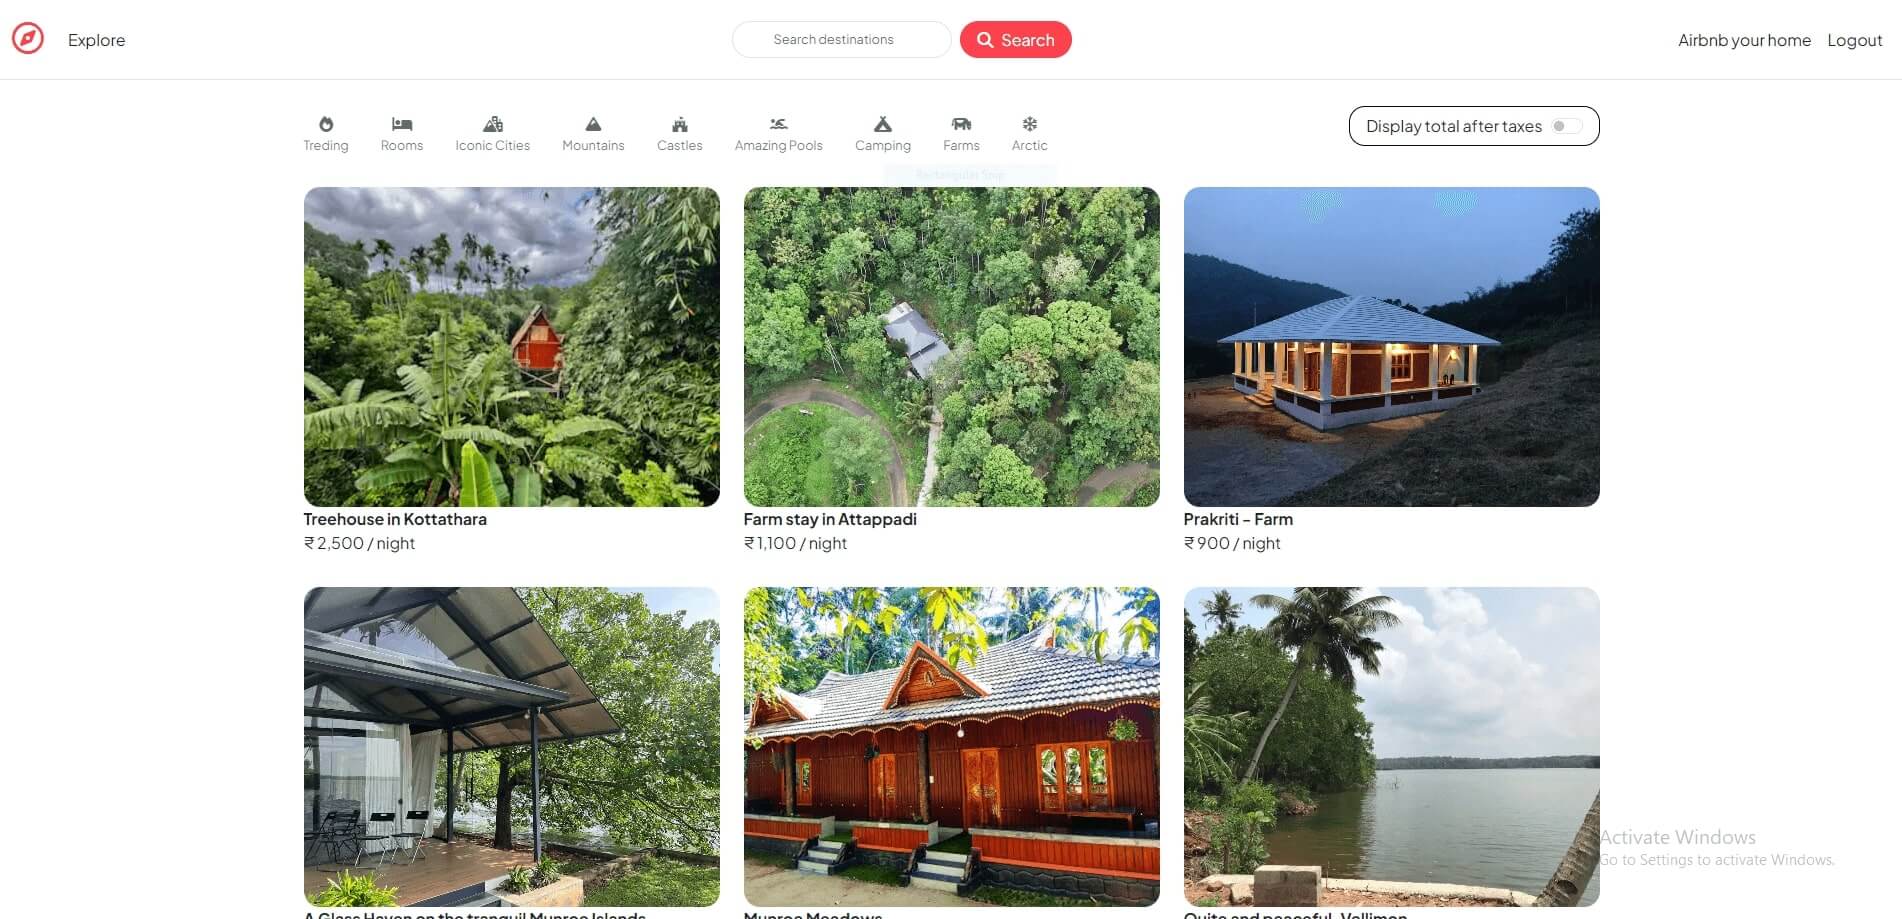 Explore
Search destinations
Search
Airbnb your home
Logout
Treding
Rooms
Iconic Cities
Mountains
Castles
Amazing Pools
Camping
Farms
Arctic
Display total after taxes
Rectangular Snip
Treehouse in Kottathara
₹ 2,500 / night
Farm stay in Attappadi
₹ 1,100 / night
Prakriti - Farm
₹ 900 / night
A Glass Haven on the tranquil Munroe Islands
Munroe Meadows
Quite and peaceful, Vellimon
Activate Windows
Go to Settings to activate Windows.